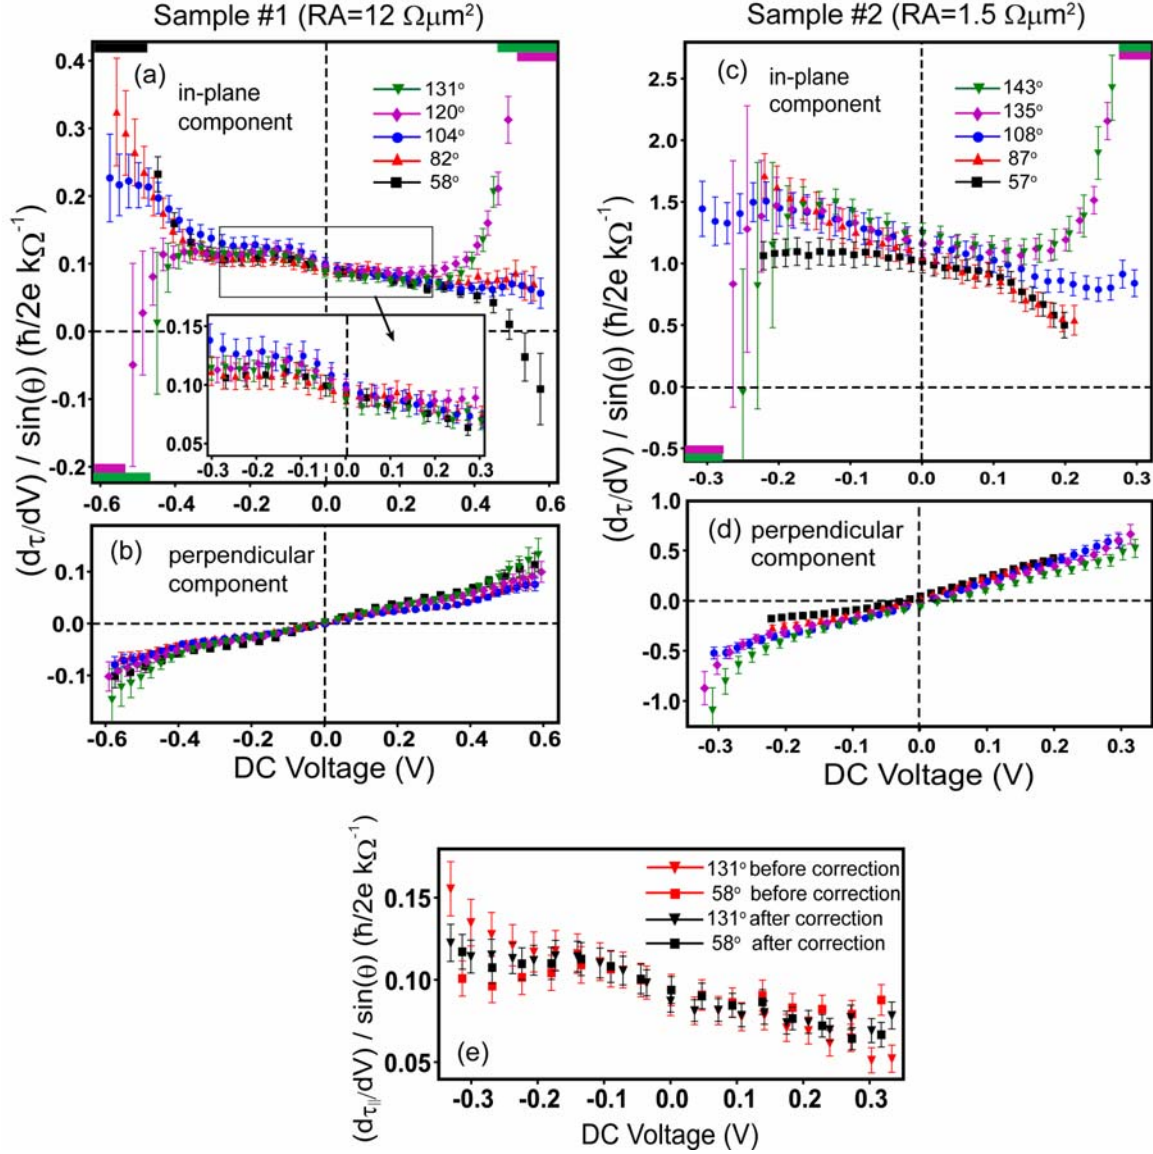 Sample #1 (RA=12 Ωμm²)
Sample #2 (RA=1.5 Ωμm²)
(dτ/dV) / sin(θ) (ħ/2e kΩ⁻¹)
(a)
in-plane
component
131°
120°
104°
82°
58°
0.4
0.3
0.2
0.1
0.0
-0.1
-0.2
0.15
0.10
0.05
-0.3 -0.2 -0.1 0.0 0.1 0.2 0.3
-0.6 -0.4 -0.2 0.0 0.2 0.4 0.6
(b)
perpendicular
component
0.1
0.0
-0.1
-0.6 -0.4 -0.2 0.0 0.2 0.4 0.6
DC Voltage (V)
(dτ/dV) / sin(θ) (ħ/2e kΩ⁻¹)
(c)
in-plane
component
143°
135°
108°
87°
57°
2.5
2.0
1.5
1.0
0.5
0.0
-0.5
-0.3 -0.2 -0.1 0.0 0.1 0.2 0.3
(d)
perpendicular
component
1.0
0.5
0.0
-0.5
-1.0
-0.3 -0.2 -0.1 0.0 0.1 0.2 0.3
DC Voltage (V)
(dτ||/dV) / sin(θ) (ħ/2e kΩ⁻¹)
131° before correction
58° before correction
131° after correction
58° after correction
0.15
0.10
0.05
(e)
-0.3 -0.2 -0.1 0.0 0.1 0.2 0.3
DC Voltage (V)